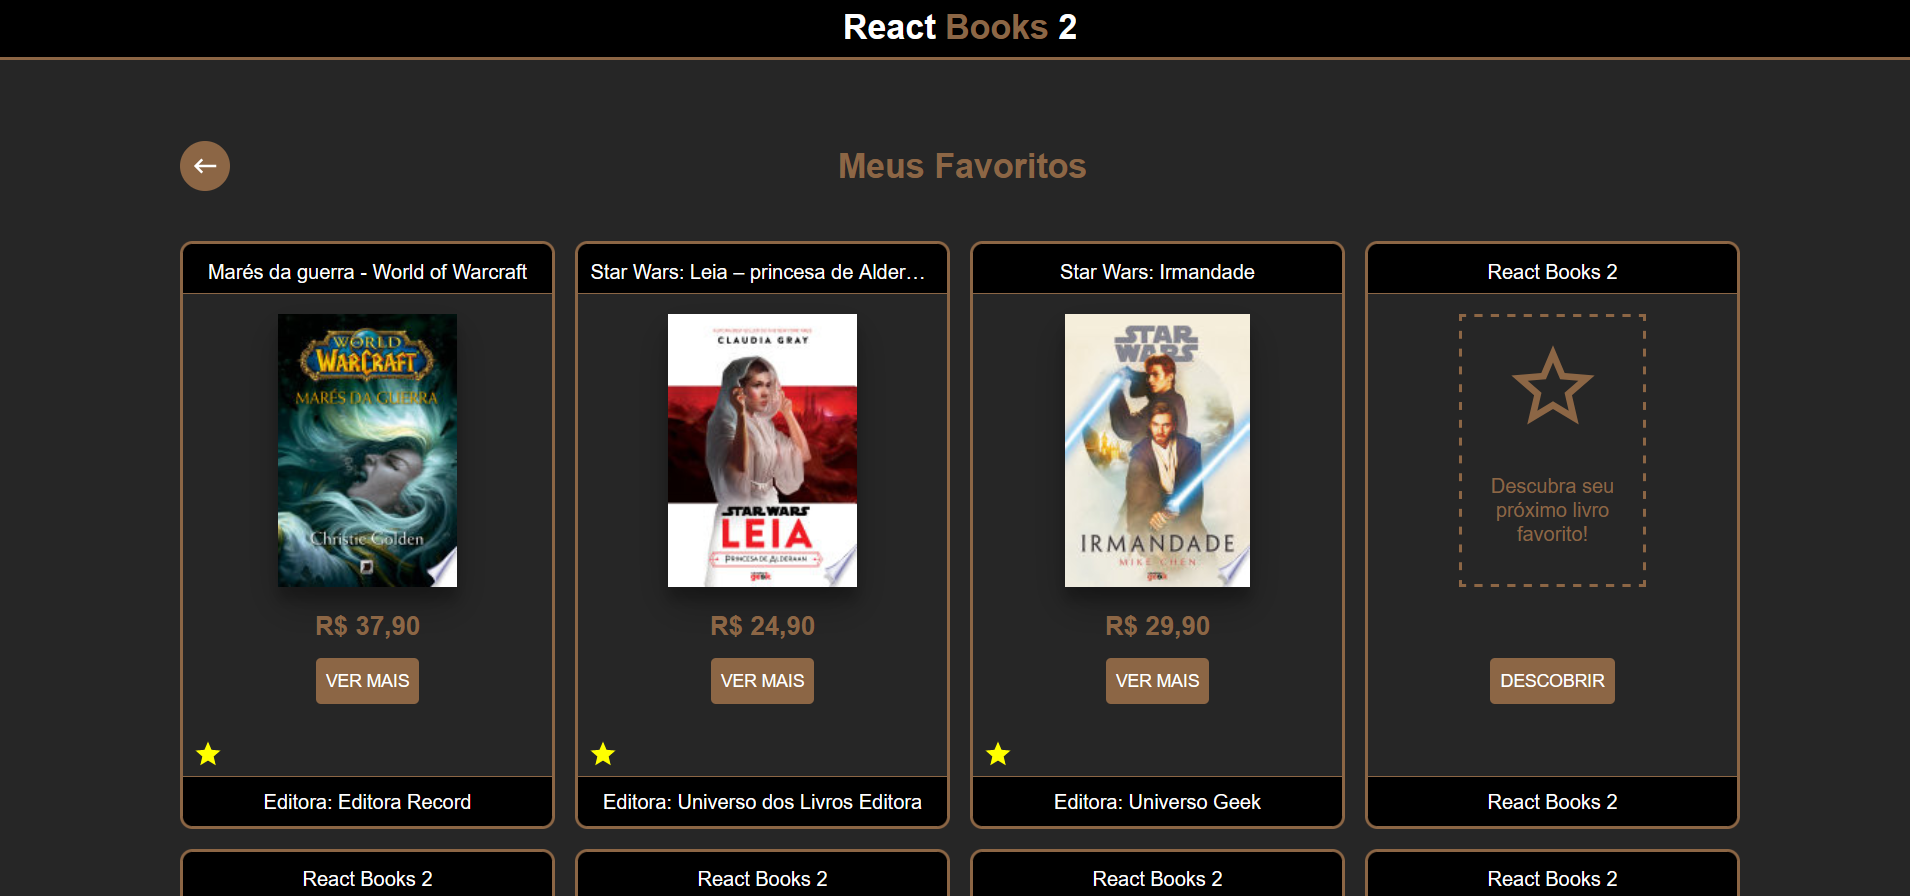 React Books 2
Meus Favoritos
Marés da guerra - World of Warcraft
WORLD
WARCRAFT
MARÉS DA GUERRA
Christie Golden
R$ 37,90
VER MAIS
Editora: Editora Record
Star Wars: Leia – princesa de Alder…
CLAUDIA GRAY
STAR WARS
LEIA
PRINCESA DE ALDERAAN
R$ 24,90
VER MAIS
Editora: Universo dos Livros Editora
Star Wars: Irmandade
STAR
WARS
IRMANDADE
MIKE CHEN
R$ 29,90
VER MAIS
Editora: Universo Geek
React Books 2
Descubra seu
próximo livro
favorito!
DESCOBRIR
React Books 2
React Books 2
React Books 2
React Books 2
React Books 2